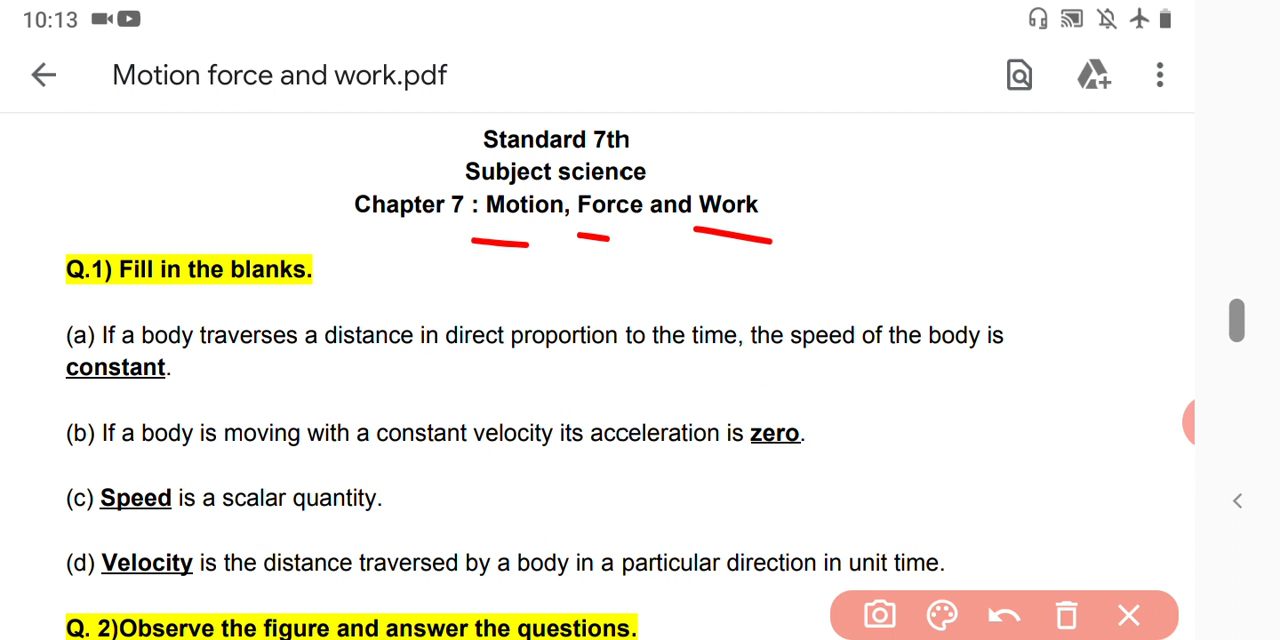 10:13
Motion force and work.pdf
Standard 7th
Subject science
Chapter 7 : Motion, Force and Work
Q.1) Fill in the blanks.
(a) If a body traverses a distance in direct proportion to the time, the speed of the body is
constant.
(b) If a body is moving with a constant velocity its acceleration is zero.
(c) Speed is a scalar quantity.
(d) Velocity is the distance traversed by a body in a particular direction in unit time.
Q. 2)Observe the figure and answer the questions.